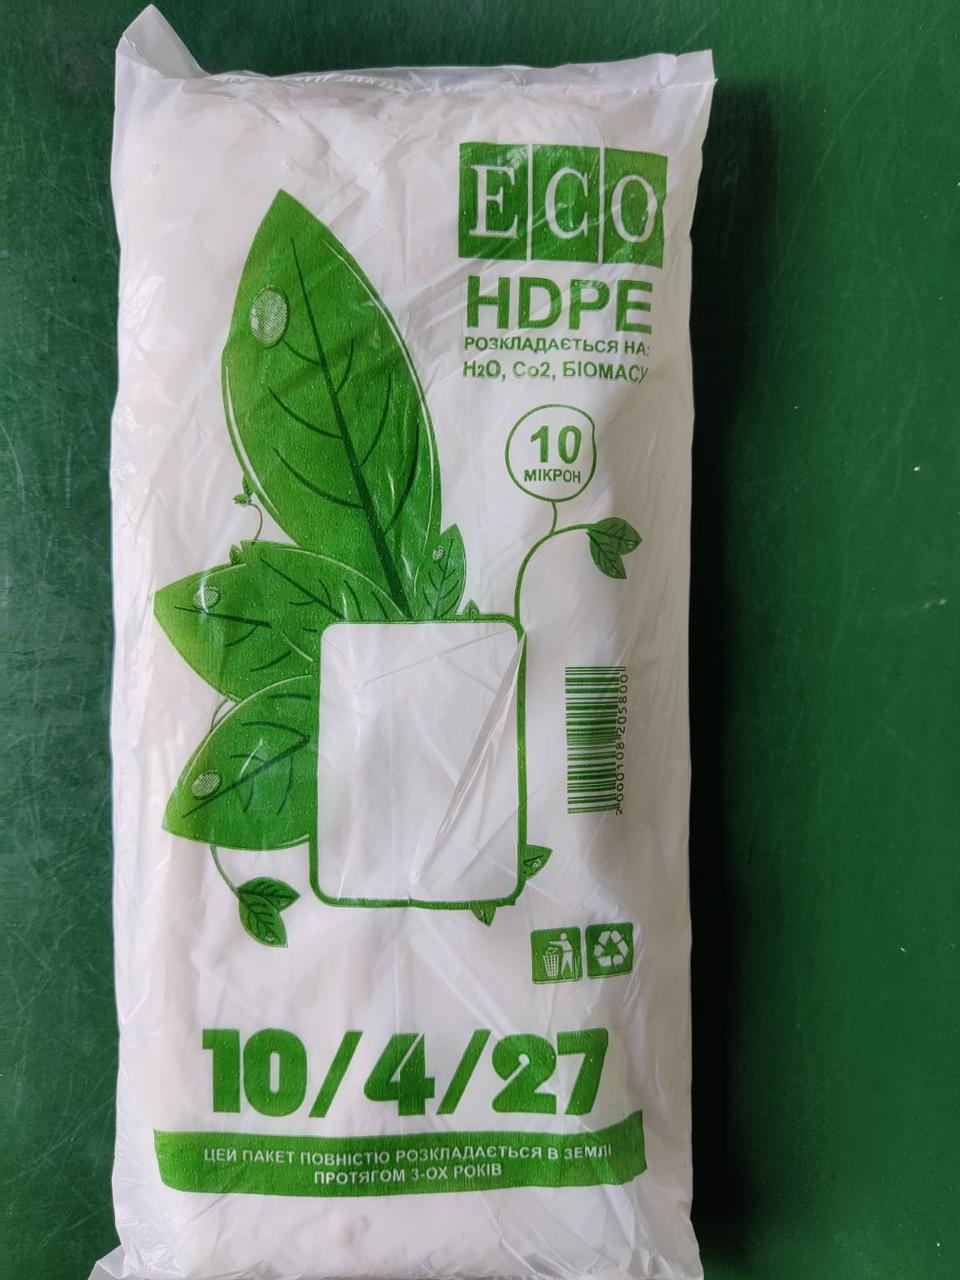 ECO
HDPE
РОЗКЛАДАЄТЬСЯ НА:
H2O, Co2, БІОМАСУ
10
МІКРОН
2000108205800
10/4/27
ЦЕЙ ПАКЕТ ПОВНІСТЮ РОЗКЛАДАЄТЬСЯ В ЗЕМЛІ
ПРОТЯГОМ 3-ОХ РОКІВ